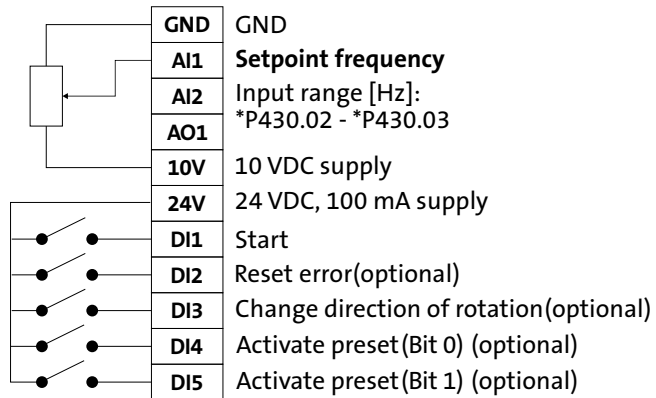 GND GND
AI1 Setpoint frequency
AI2 Input range [Hz]:
*P430.02 - *P430.03
AO1
10V 10 VDC supply
24V 24 VDC, 100 mA supply
DI1 Start
DI2 Reset error(optional)
DI3 Change direction of rotation(optional)
DI4 Activate preset(Bit 0) (optional)
DI5 Activate preset(Bit 1) (optional)